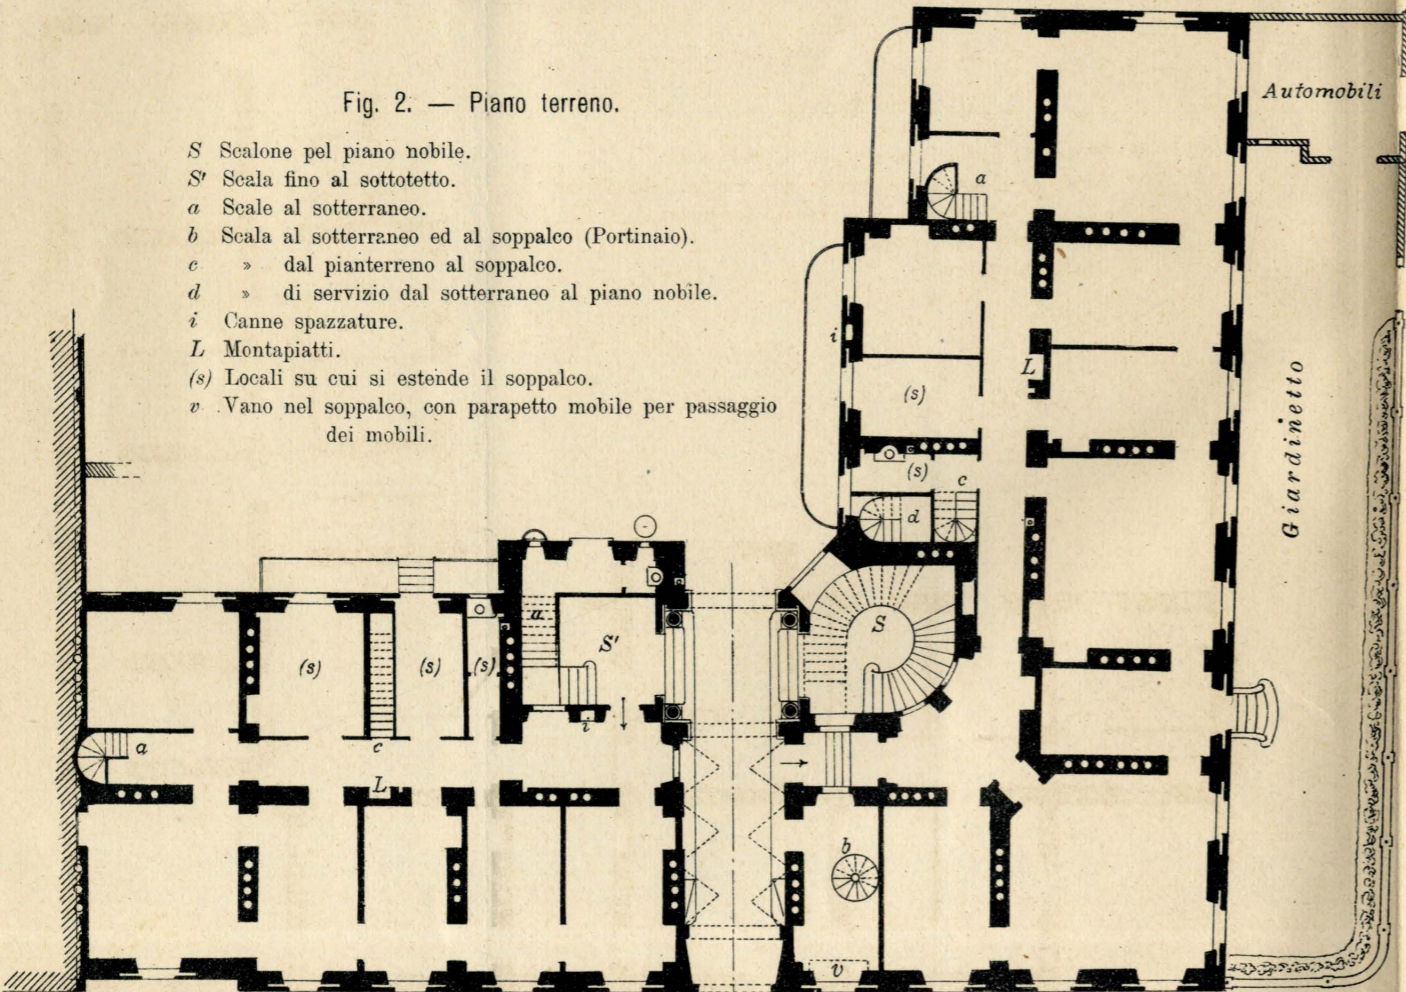 Fig. 2. — Piano terreno.
S Scalone pel piano nobile.
S' Scala fino al sottotetto.
a Scale al sotterraneo.
b Scala al sotterraneo ed al soppalco (Portinaio).
c » dal pianterreno al soppalco.
d » di servizio dal sotterraneo al piano nobile.
i Canne spazzature.
L Montapiatti.
(s) Locali su cui si estende il soppalco.
v Vano nel soppalco, con parapetto mobile per passaggio
dei mobili.
Automobili
a
i
L
(s)
(s)
c
d
Giardinetto
a
S'
S
(s)
(s)
(s)
i
a
c
L
b
v